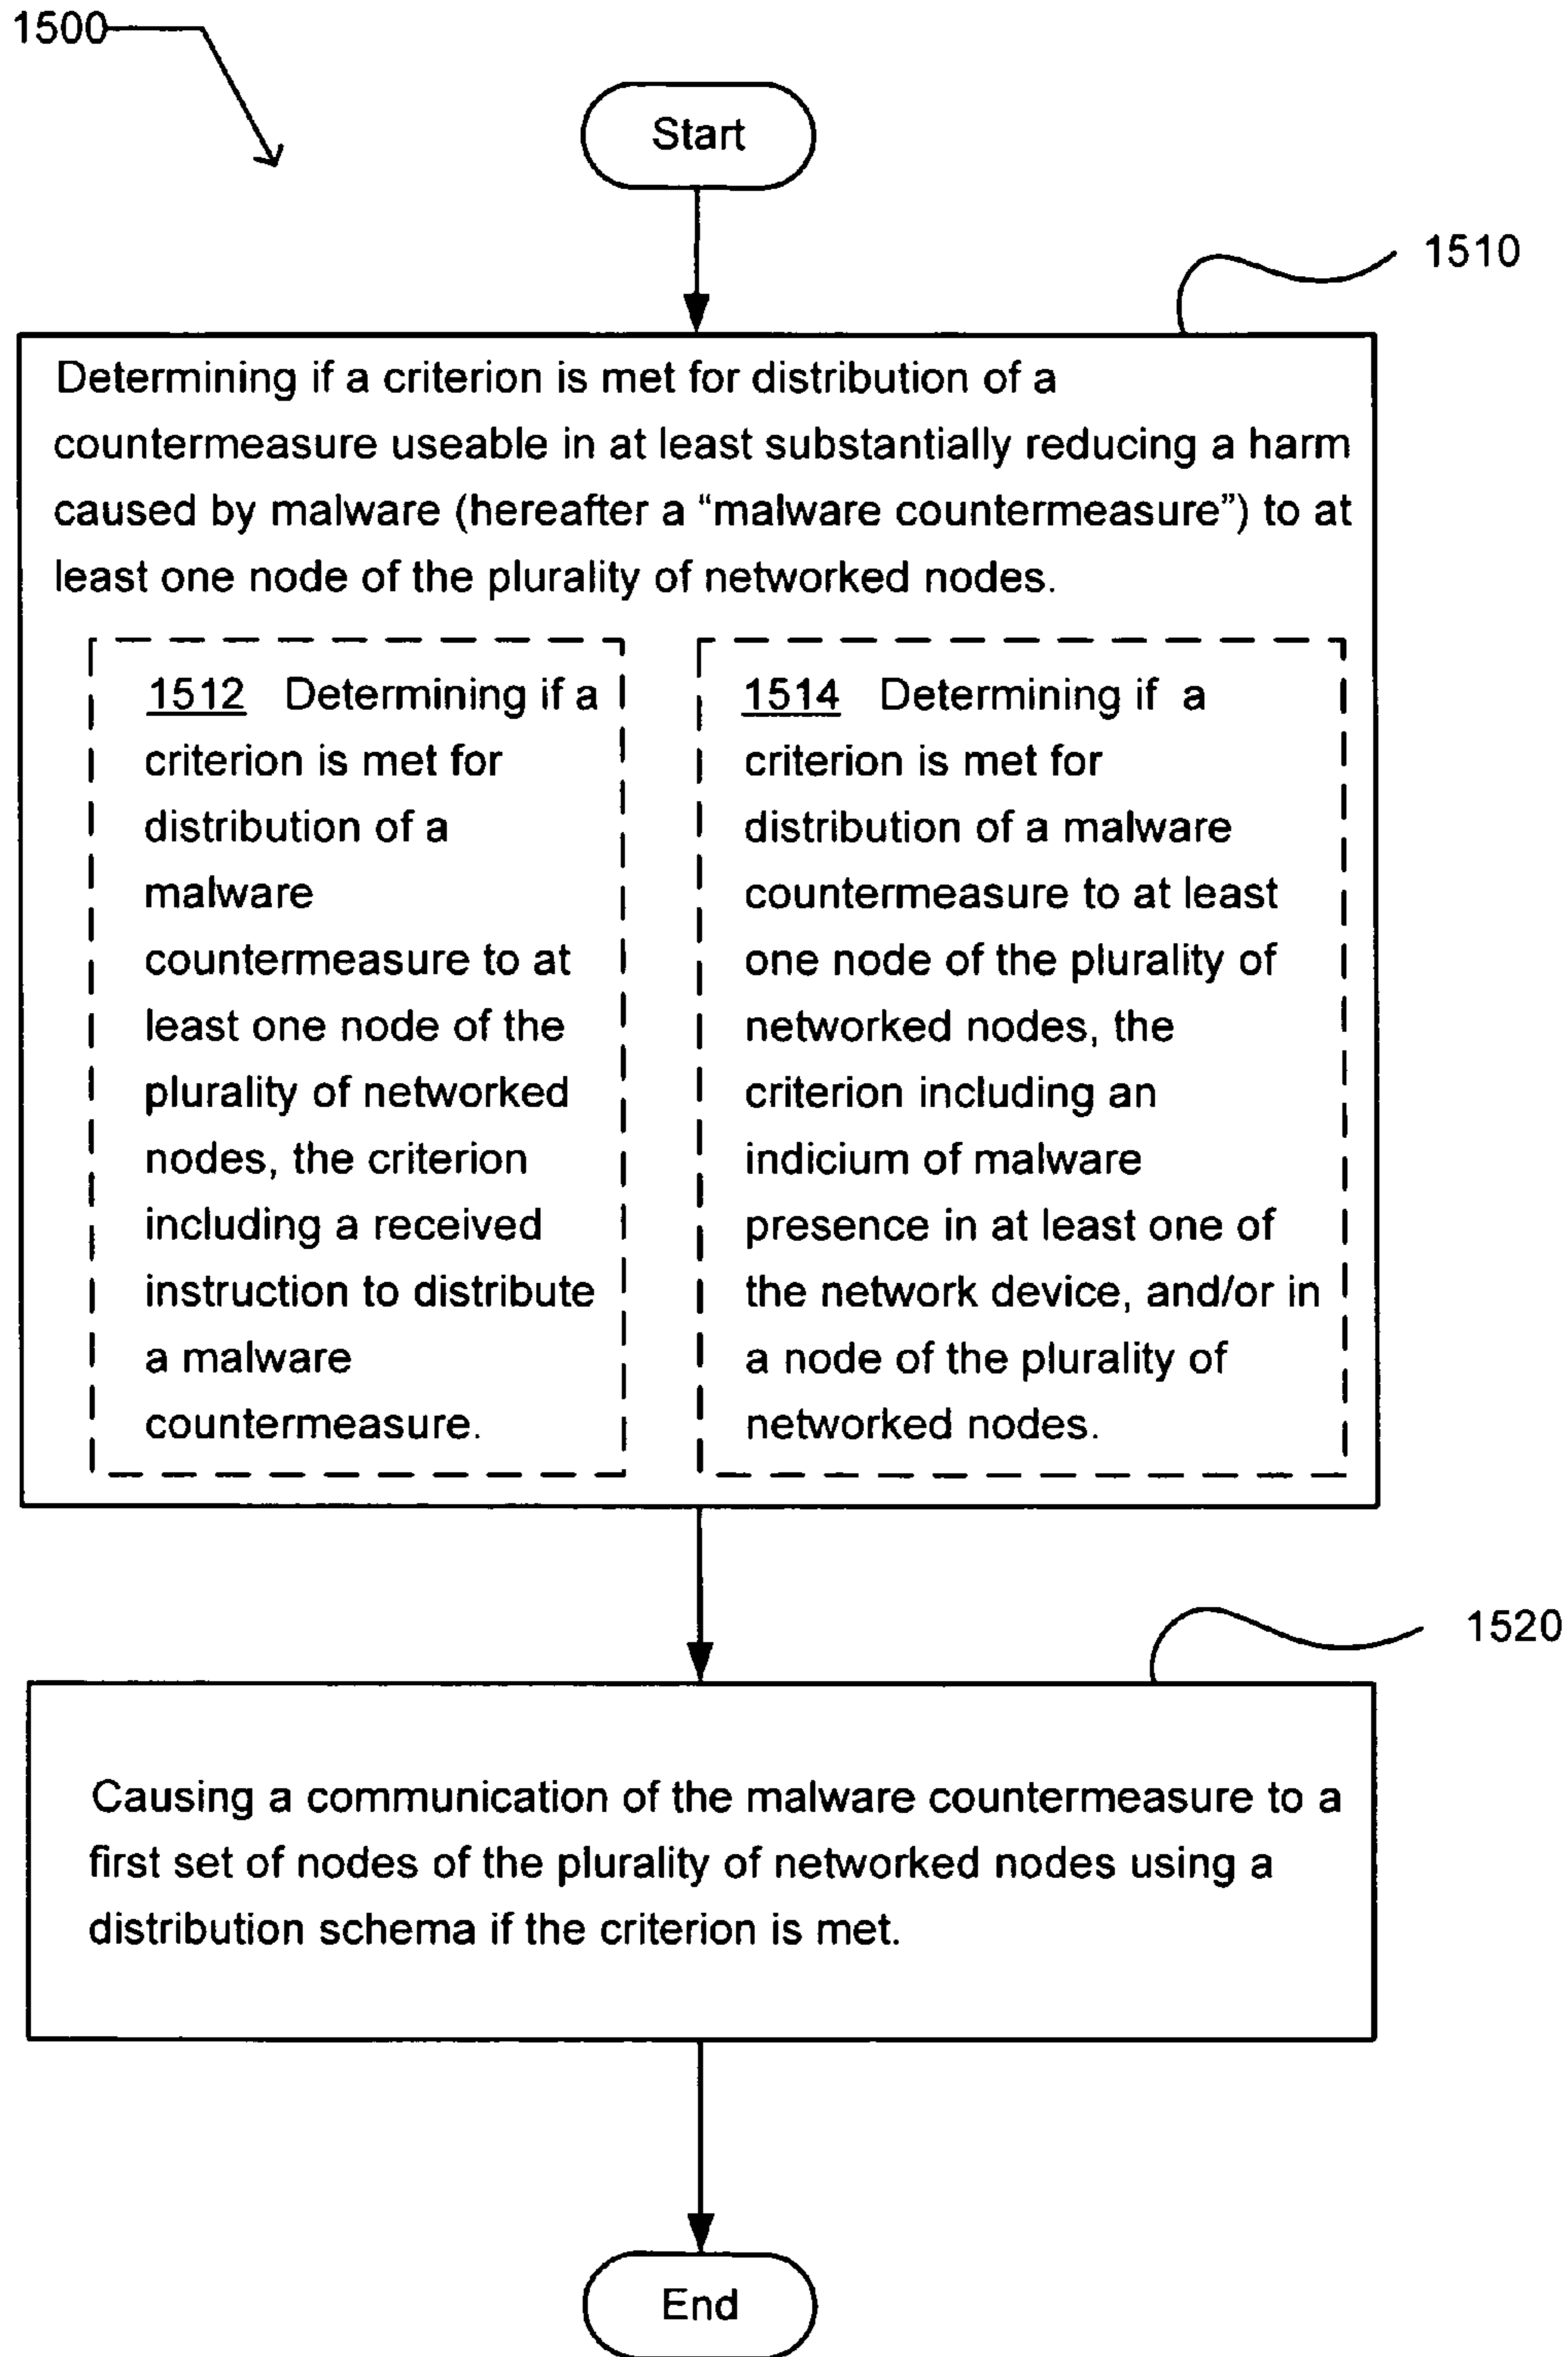 1500
Start
1510
Determining if a criterion is met for distribution of a
countermeasure useable in at least substantially reducing a harm
caused by malware (hereafter a “malware countermeasure”) to at
least one node of the plurality of networked nodes.
1512 Determining if a
criterion is met for
distribution of a
malware
countermeasure to at
least one node of the
plurality of networked
nodes, the criterion
including a received
instruction to distribute
a malware
countermeasure.
1514 Determining if a
criterion is met for
distribution of a malware
countermeasure to at least
one node of the plurality of
networked nodes, the
criterion including an
indicium of malware
presence in at least one of
the network device, and/or in
a node of the plurality of
networked nodes.
1520
Causing a communication of the malware countermeasure to a
first set of nodes of the plurality of networked nodes using a
distribution schema if the criterion is met.
End